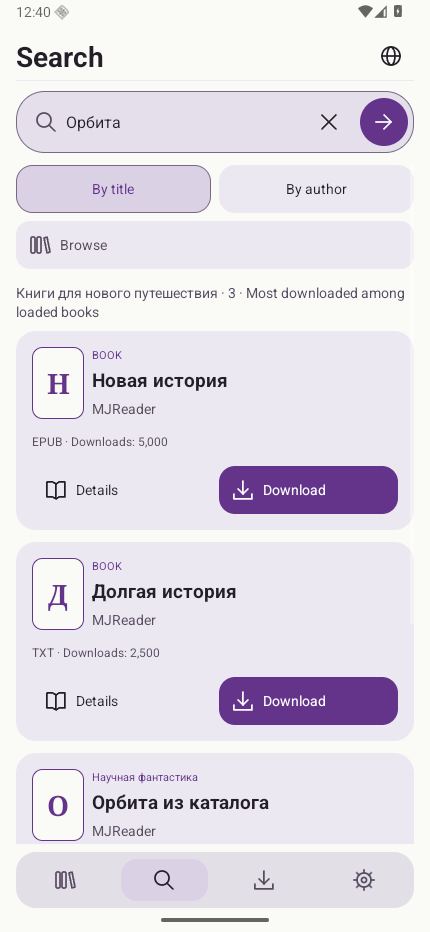 12:40
Search
Орбита
By title
By author
Browse
Книги для нового путешествия · 3 · Most downloaded among
loaded books
Н
BOOK
Новая история
MJReader
EPUB · Downloads: 5,000
Details
Download
Д
BOOK
Долгая история
MJReader
TXT · Downloads: 2,500
Details
Download
О
Научная фантастика
Орбита из каталога
MJReader